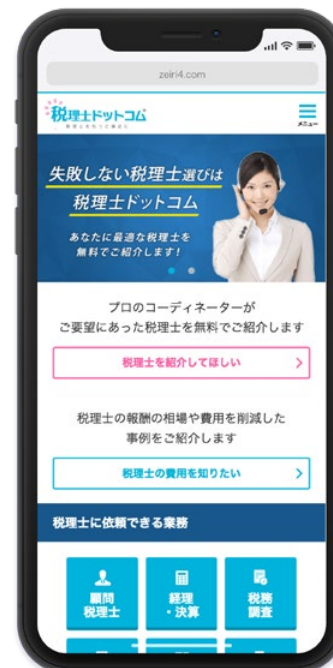 zeiri4.com
税理士ドットコム
メニュー
失敗しない税理士選びは
税理士ドットコム
あなたに最適な税理士を
無料でご紹介します!
プロのコーディネーターが
ご要望にあった税理士を無料でご紹介します
税理士を紹介してほしい
税理士の報酬の相場や費用を削減した
事例をご紹介します
税理士の費用を知りたい
税理士に依頼できる業務
顧問
税理士
経理
・決算
税務
調査